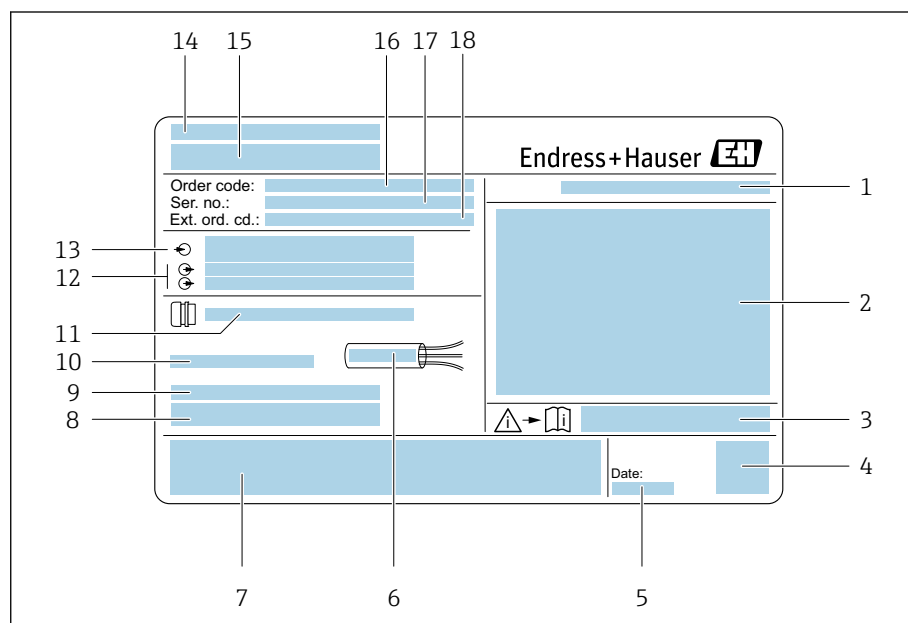 14 15 16 17 18
Endress+Hauser EH
Order code:
Ser. no.:
Ext. ord. cd.:
1
13
12
2
11
10
9
8
i i
3
4
Date:
7 6 5